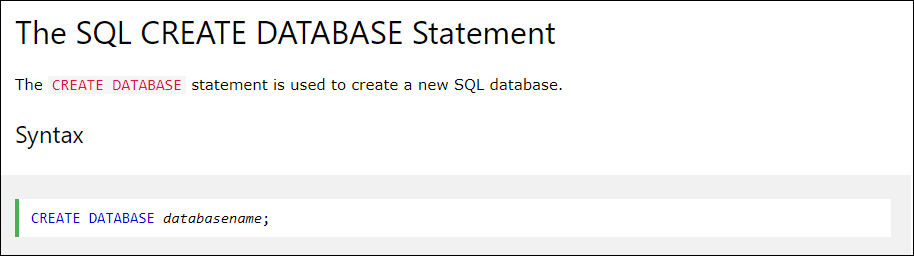 The SQL CREATE DATABASE Statement
The CREATE DATABASE statement is used to create a new SQL database.
Syntax
CREATE DATABASE databasename;